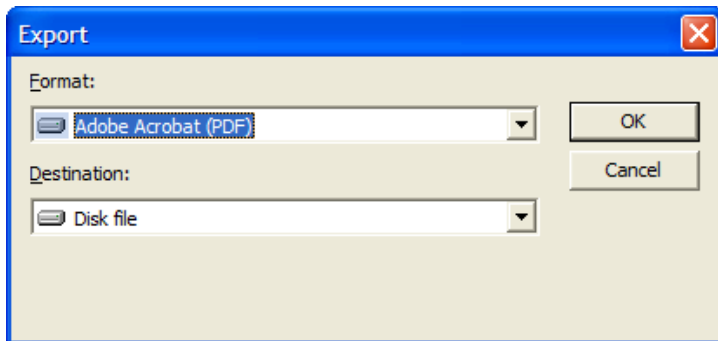 Export
Format:
Adobe Acrobat (PDF)
OK
Destination:
Cancel
Disk file